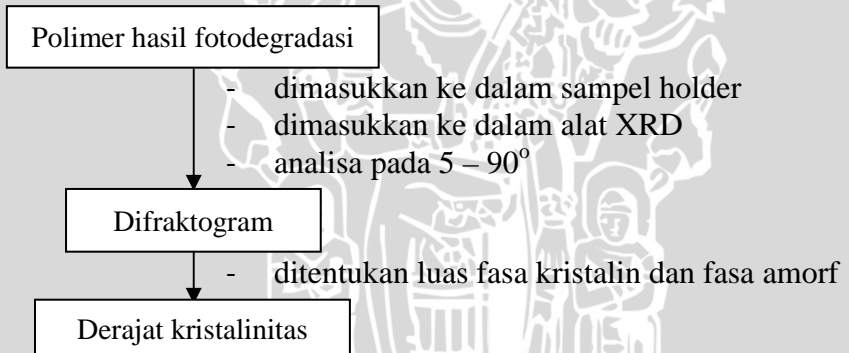 Polimer hasil fotodegradasi
- dimasukkan ke dalam sampel holder
- dimasukkan ke dalam alat XRD
- analisa pada 5 – 90°
Difraktogram
- ditentukan luas fasa kristalin dan fasa amorf
Derajat kristalinitas